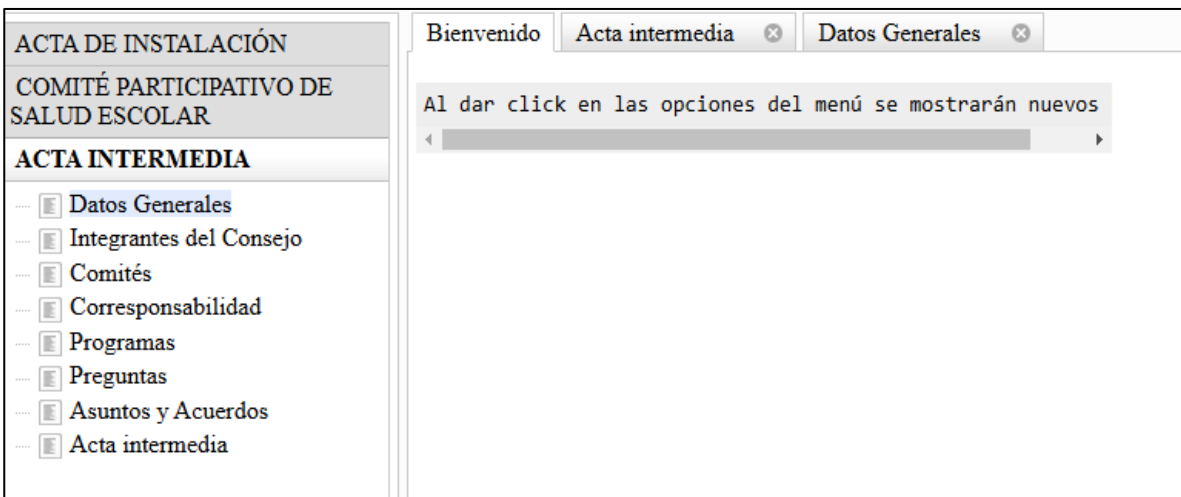 ACTA DE INSTALACIÓN
COMITÉ PARTICIPATIVO DE
SALUD ESCOLAR
ACTA INTERMEDIA
Datos Generales
Integrantes del Consejo
Comités
Corresponsabilidad
Programas
Preguntas
Asuntos y Acuerdos
Acta intermedia
Bienvenido Acta intermedia Datos Generales
Al dar click en las opciones del menú se mostrarán nuevos